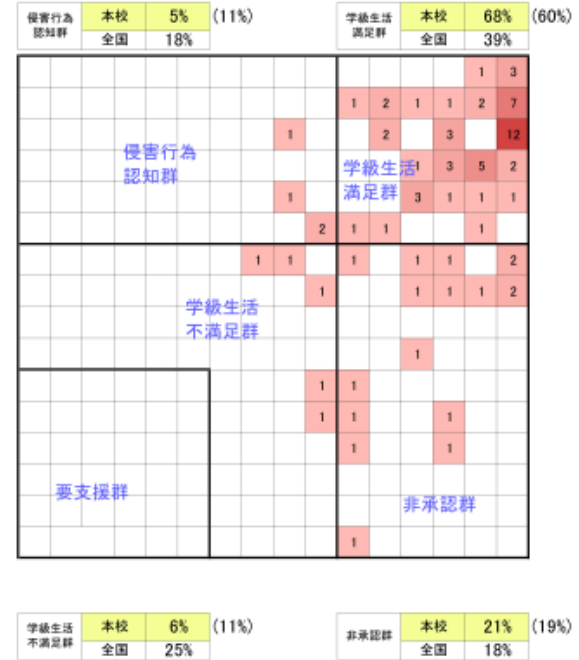 侵害行為 本校 5% (11%) 学級生活 本校 68% (60%)
認知群 全国 18% 満足群 全国 39%
1 3
1 2 1 1 2 7
1 2 3 12
侵害行為
認知群
学級生活
満足群
1 3 5 2
1 3 1 1 1
2 1 1 1
1 1 1 1 1 2
1 1 1 1 2
学級生活
不満足群
1
1 1
1 1 1
1 1
要支援群
非承認群
1
学級生活 本校 6% (11%) 非承認群 本校 21% (19%)
不満足群 全国 25% 全国 18%